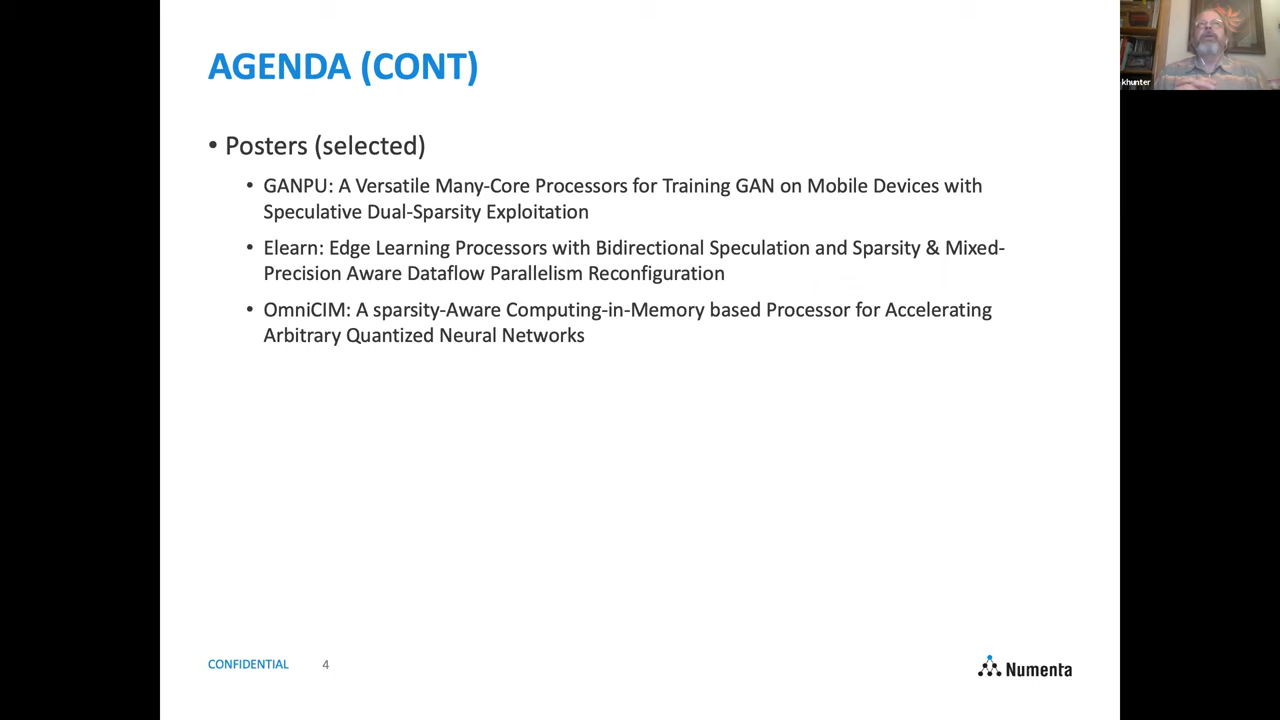 AGENDA (CONT)
khunter
• Posters (selected)
• GANPU: A Versatile Many-Core Processors for Training GAN on Mobile Devices with
Speculative Dual-Sparsity Exploitation
• Elearn: Edge Learning Processors with Bidirectional Speculation and Sparsity & Mixed-
Precision Aware Dataflow Parallelism Reconfiguration
• OmniCIM: A sparsity-Aware Computing-in-Memory based Processor for Accelerating
Arbitrary Quantized Neural Networks
CONFIDENTIAL 4
Numenta